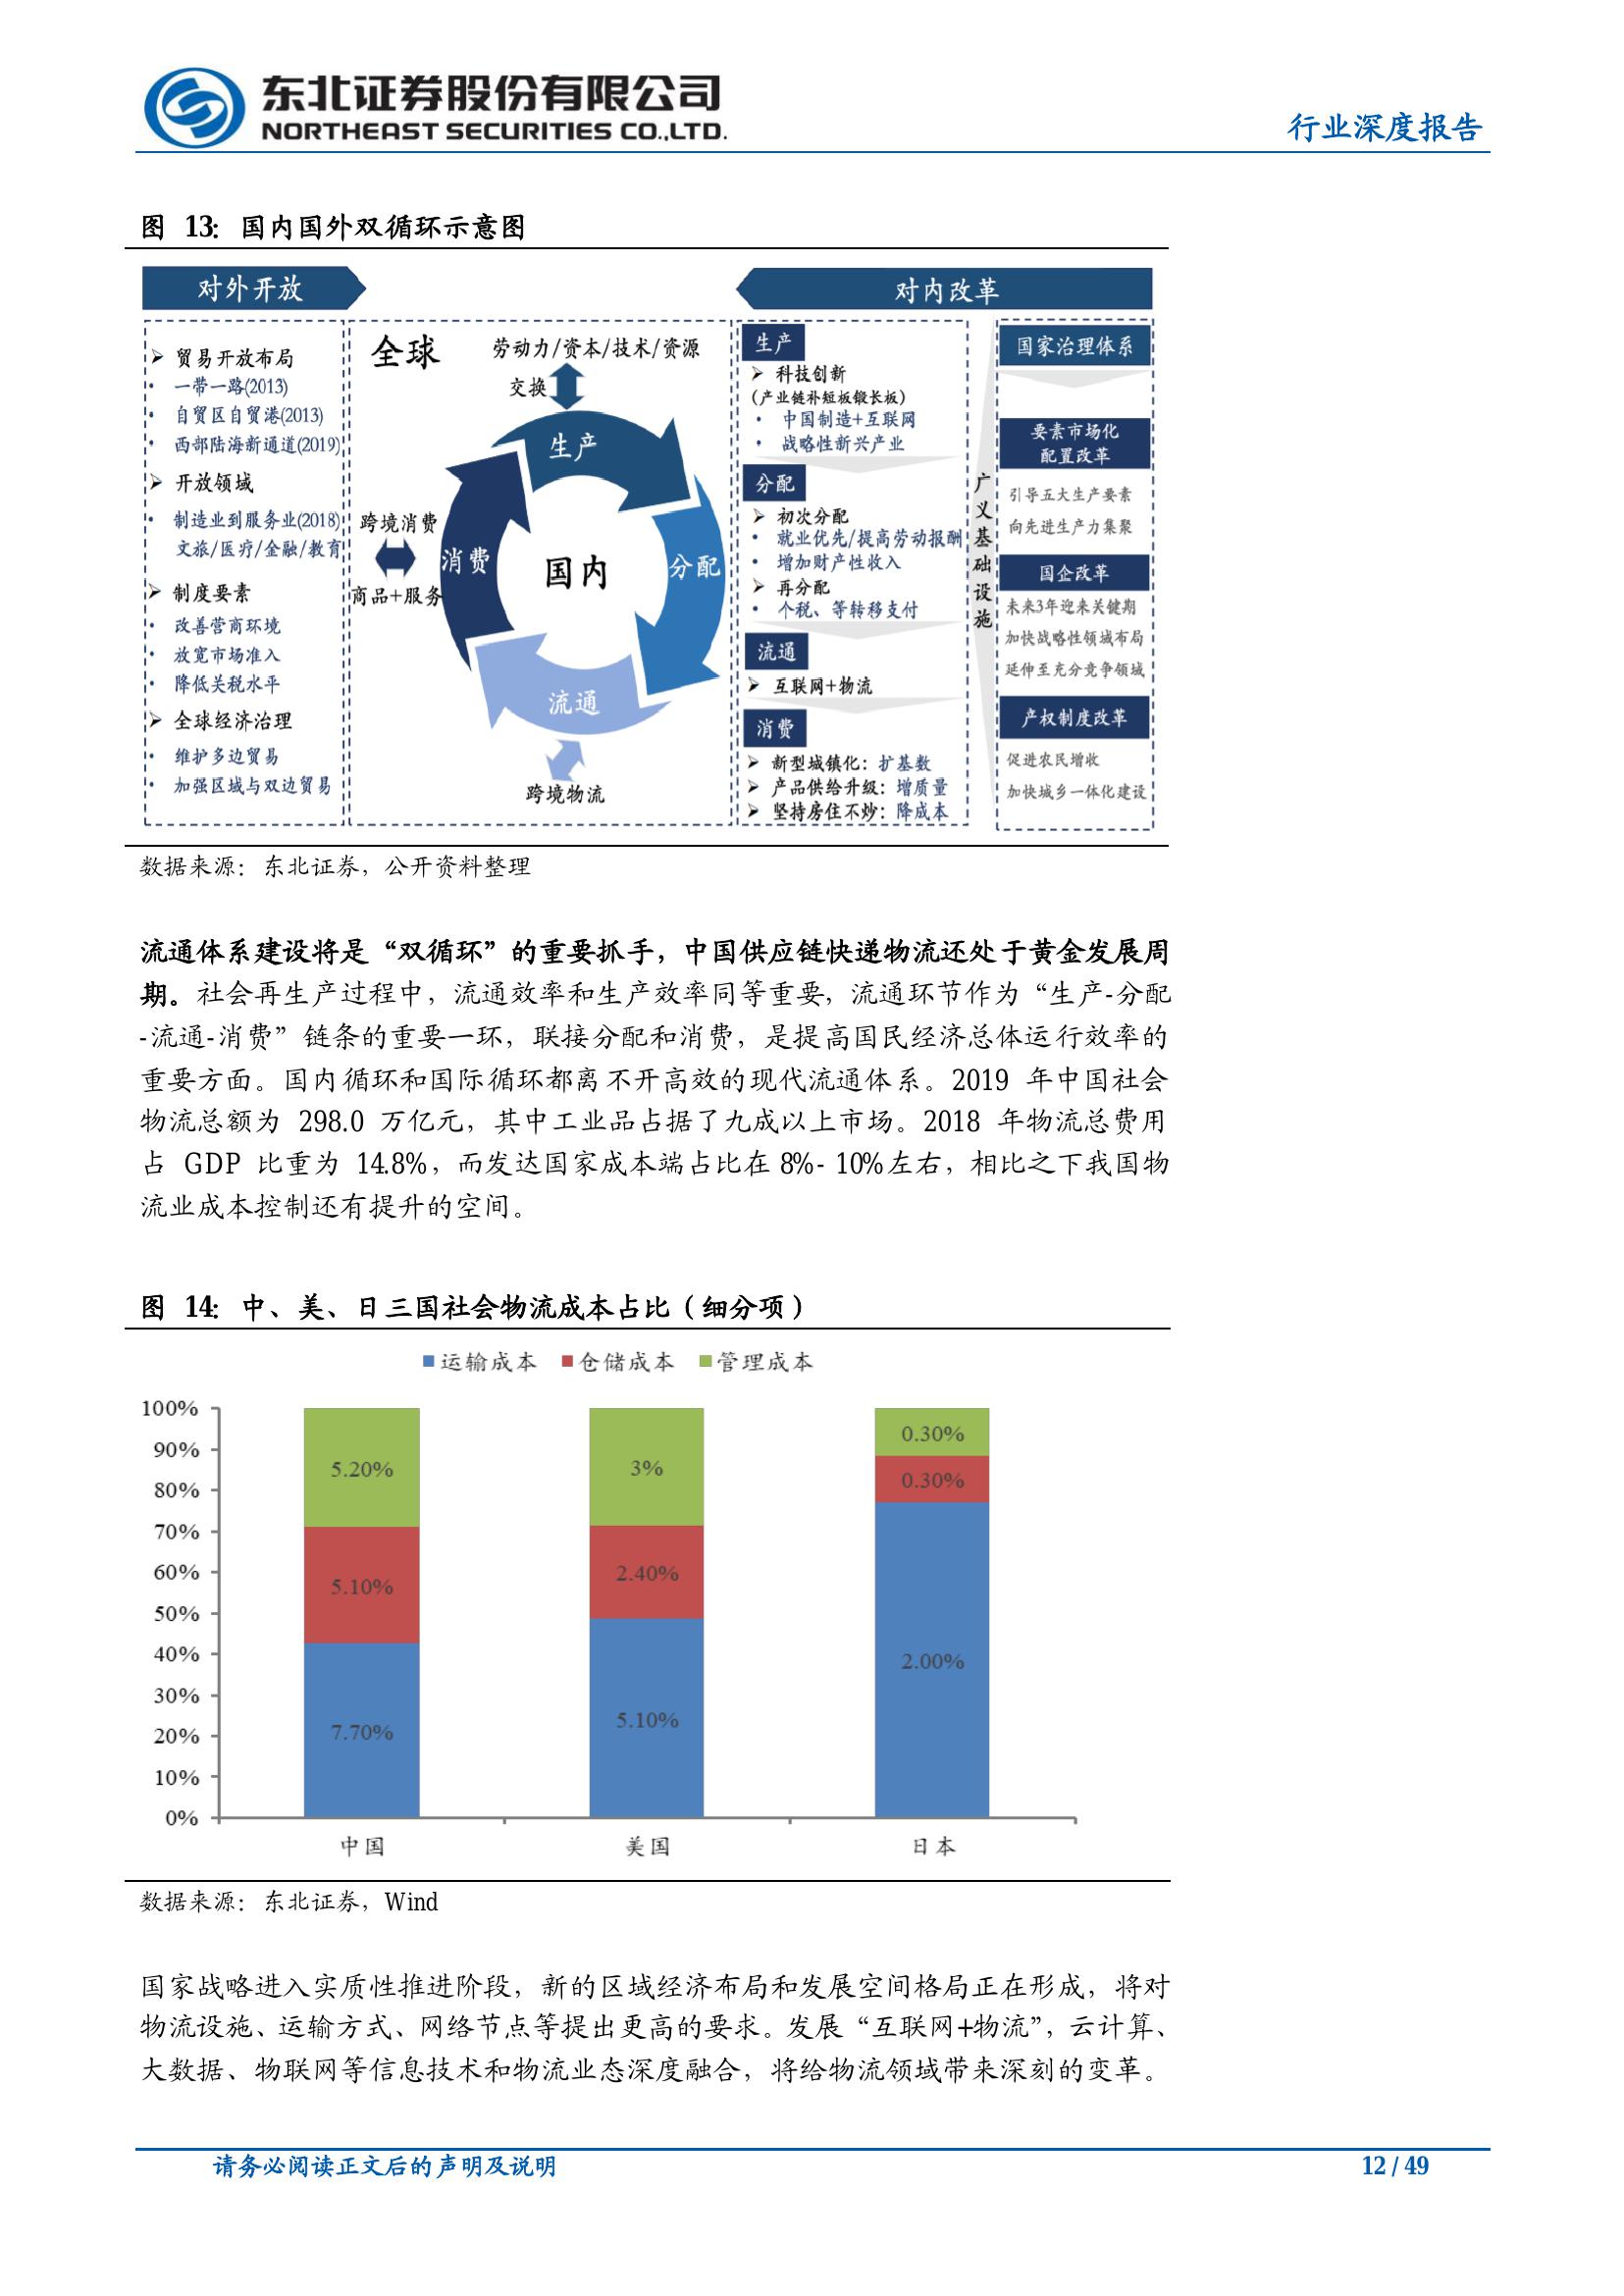 东北证券股份有限公司
NORTHEAST SECURITIES CO.,LTD.
行业深度报告
图 13：国内国外双循环示意图
对外开放
贸易开放布局
一带一路(2013)
自贸区自贸港(2013)
西部陆海新通道(2019)
开放领域
制造业到服务业(2018)
文旅/医疗/金融/教育
制度要素
改善营商环境
放宽市场准入
降低关税水平
全球经济治理
维护多边贸易
加强区域与双边贸易
全球
劳动力/资本/技术/资源
交换
生产
分配
流通
消费
国内
跨境消费
商品+服务
跨境物流
对内改革
生产
科技创新
（产业链补短板锻长板）
中国制造+互联网
战略性新兴产业
分配
初次分配
就业优先/提高劳动报酬
增加财产性收入
再分配
个税、等转移支付
流通
互联网+物流
消费
新型城镇化：扩基数
产品供给升级：增质量
坚持房住不炒：降成本
广义基础设施
国家治理体系
要素市场化
配置改革
引导五大生产要素
向先进生产力集聚
国企改革
未来3年迎来关键期
加快战略性领域布局
延伸至充分竞争领域
产权制度改革
促进农民增收
加快城乡一体化建设
数据来源：东北证券，公开资料整理
流通体系建设将是“双循环”的重要抓手，中国供应链快递物流还处于黄金发展周
期。社会再生产过程中，流通效率和生产效率同等重要，流通环节作为“生产-分配
-流通-消费”链条的重要一环，联接分配和消费，是提高国民经济总体运行效率的
重要方面。国内循环和国际循环都离不开高效的现代流通体系。2019 年中国社会
物流总额为 298.0 万亿元，其中工业品占据了九成以上市场。2018 年物流总费用
占 GDP 比重为 14.8%，而发达国家成本端占比在 8%- 10%左右，相比之下我国物
流业成本控制还有提升的空间。
图 14：中、美、日三国社会物流成本占比（细分项）
运输成本 仓储成本 管理成本
100%
90%
80%
70%
60%
50%
40%
30%
20%
10%
0%
5.20%
5.10%
7.70%
3%
2.40%
5.10%
0.30%
0.30%
2.00%
中国 美国 日本
数据来源：东北证券，Wind
国家战略进入实质性推进阶段，新的区域经济布局和发展空间格局正在形成，将对
物流设施、运输方式、网络节点等提出更高的要求。发展“互联网+物流”，云计算、
大数据、物联网等信息技术和物流业态深度融合，将给物流领域带来深刻的变革。
请务必阅读正文后的声明及说明
12 / 49